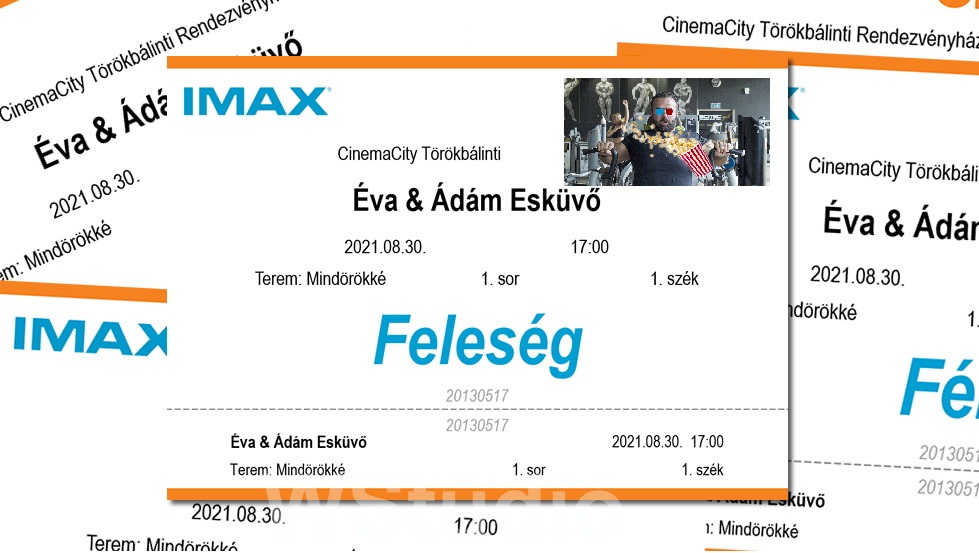 CinemaCity Törökbálinti Rendezvényház
Éva & Ádá
2021.08.30.
em: Mindörökké
IMAX
CinemaCity Törökbálinti
Éva & Ádám Esküvő
2021.08.30. 17:00
Terem: Mindörökké 1. sor 1. szék
Feleség
20130517
20130517
Éva & Ádám Esküvő 2021.08.30. 17:00
Terem: Mindörökké 1. sor 1. szék
CinemaCity Törökbálinti Rendezvényház
CinemaCity Törökbáli
Éva & Ádám
2021.08.30.
Mindörökké 1.
Fé
2013051
2013051
Ádám Esküvő
: Mindörökké
IMAX
2021.08.30. 17:00
Terem: Mindörökké
WStudio